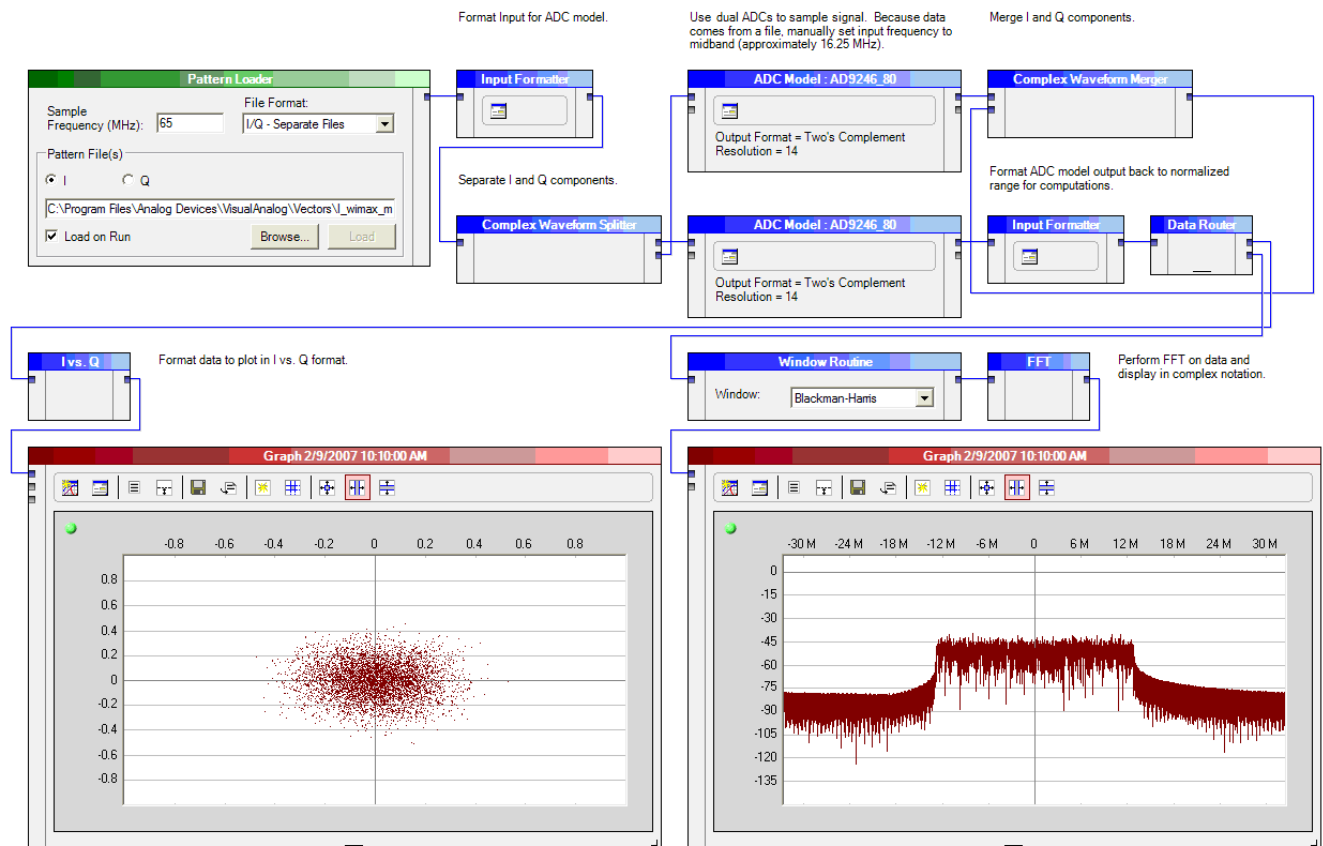 Format Input for ADC model.
Use dual ADCs to sample signal.  Because data
comes from a file, manually set input frequency to
midband (approximately 16.25 MHz).
Merge I and Q components.
Pattern Loader
Sample
Frequency (MHz):
65
File Format:
I/Q - Separate Files
Pattern File(s)
I
Q
C:\Program Files\Analog Devices\VisualAnalog\Vectors\I_wimax_m
Load on Run
Browse...
Load
Input Formatter
ADC Model : AD9246_80
Output Format = Two's Complement
Resolution = 14
Complex Waveform Merger
Separate I and Q components.
Format ADC model output back to normalized
range for computations.
Complex Waveform Splitter
ADC Model : AD9246_80
Output Format = Two's Complement
Resolution = 14
Input Formatter
Data Router
I vs. Q
Format data to plot in I vs. Q format.
Window Routine
Window:
Blackman-Harris
FFT
Perform FFT on data and
display in complex notation.
Graph 2/9/2007 10:10:00 AM
-0.8 -0.6 -0.4 -0.2 0 0.2 0.4 0.6 0.8
0.8
0.6
0.4
0.2
0
-0.2
-0.4
-0.6
-0.8
Graph 2/9/2007 10:10:00 AM
-30 M -24 M -18 M -12 M -6 M 0 6 M 12 M 18 M 24 M 30 M
0
-15
-30
-45
-60
-75
-90
-105
-120
-135